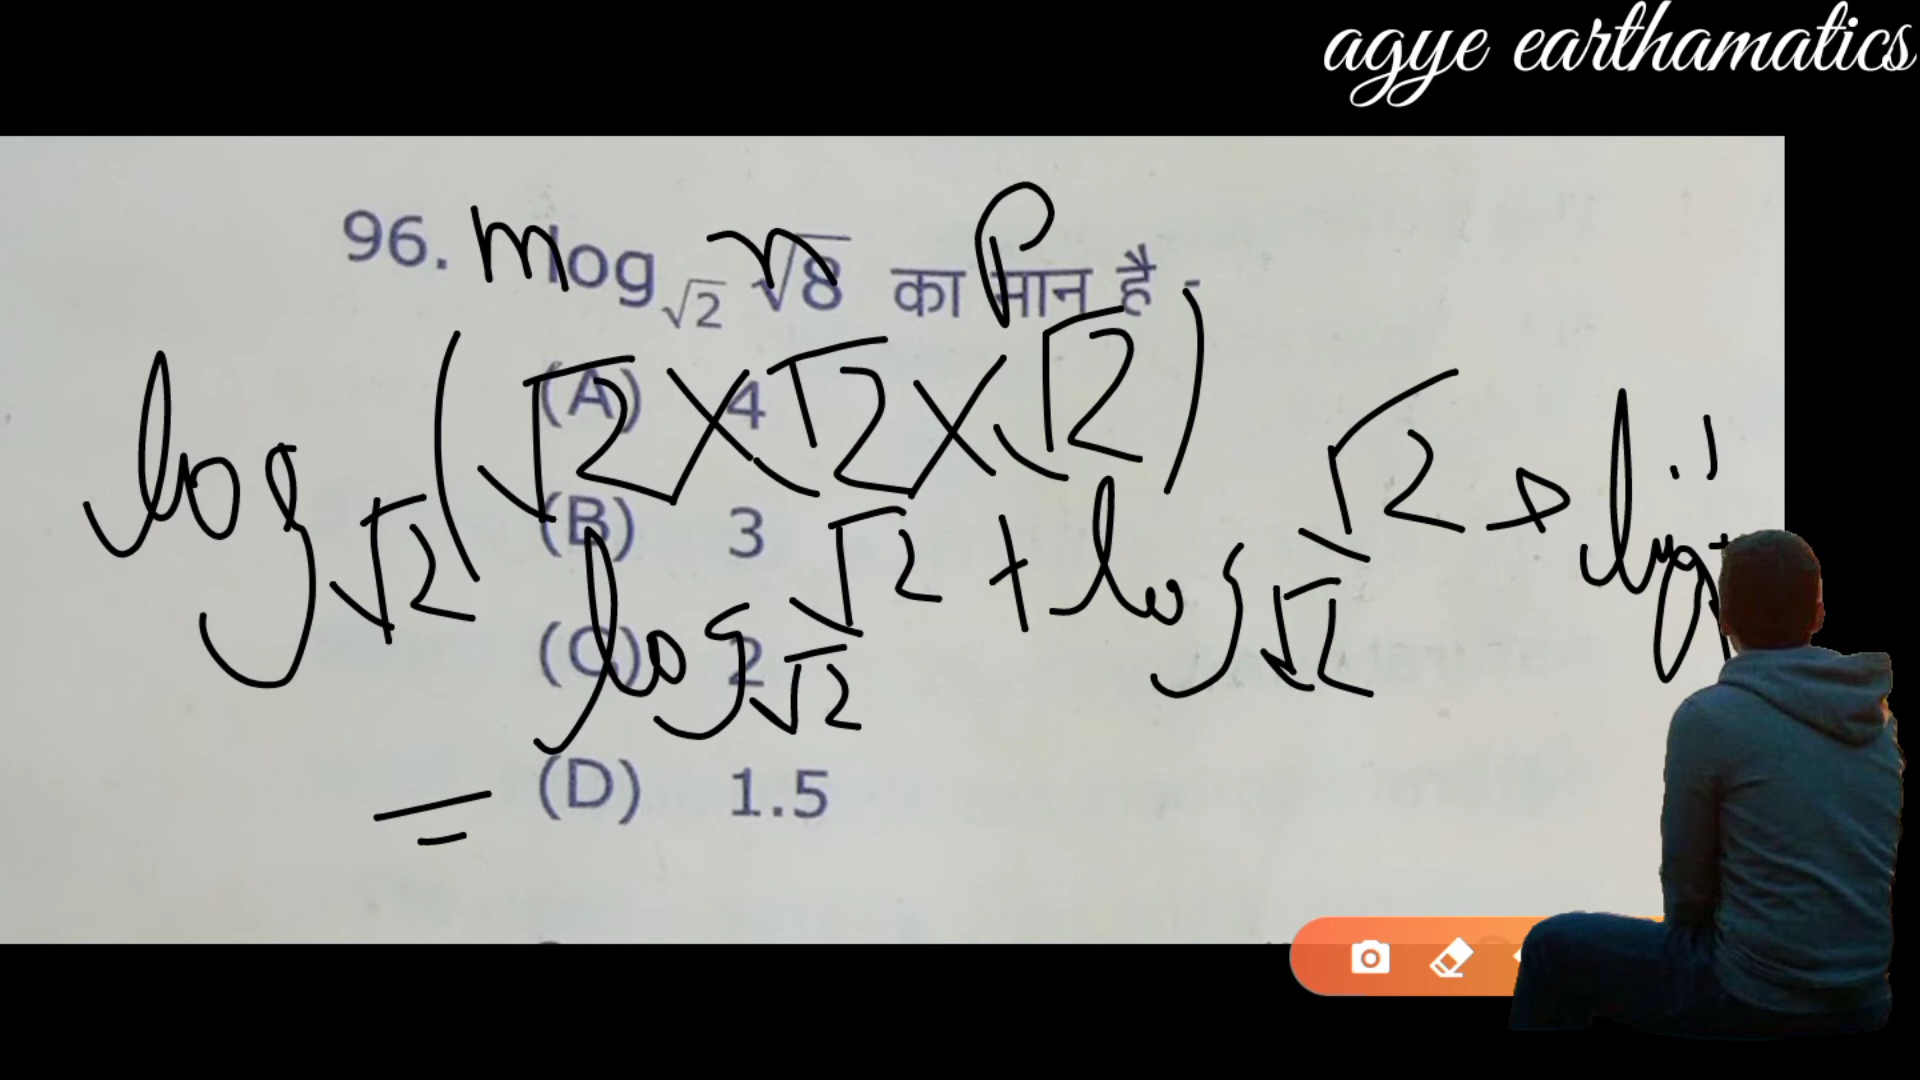 agye earthamatics
96. log√2 √8 का मान है -
m n p
(A) 4
log√2 (√2 × √2 × √2)
(B) 3
log√2 √2 + log√2 √2 +
(C) 2
(D) 1.5
=